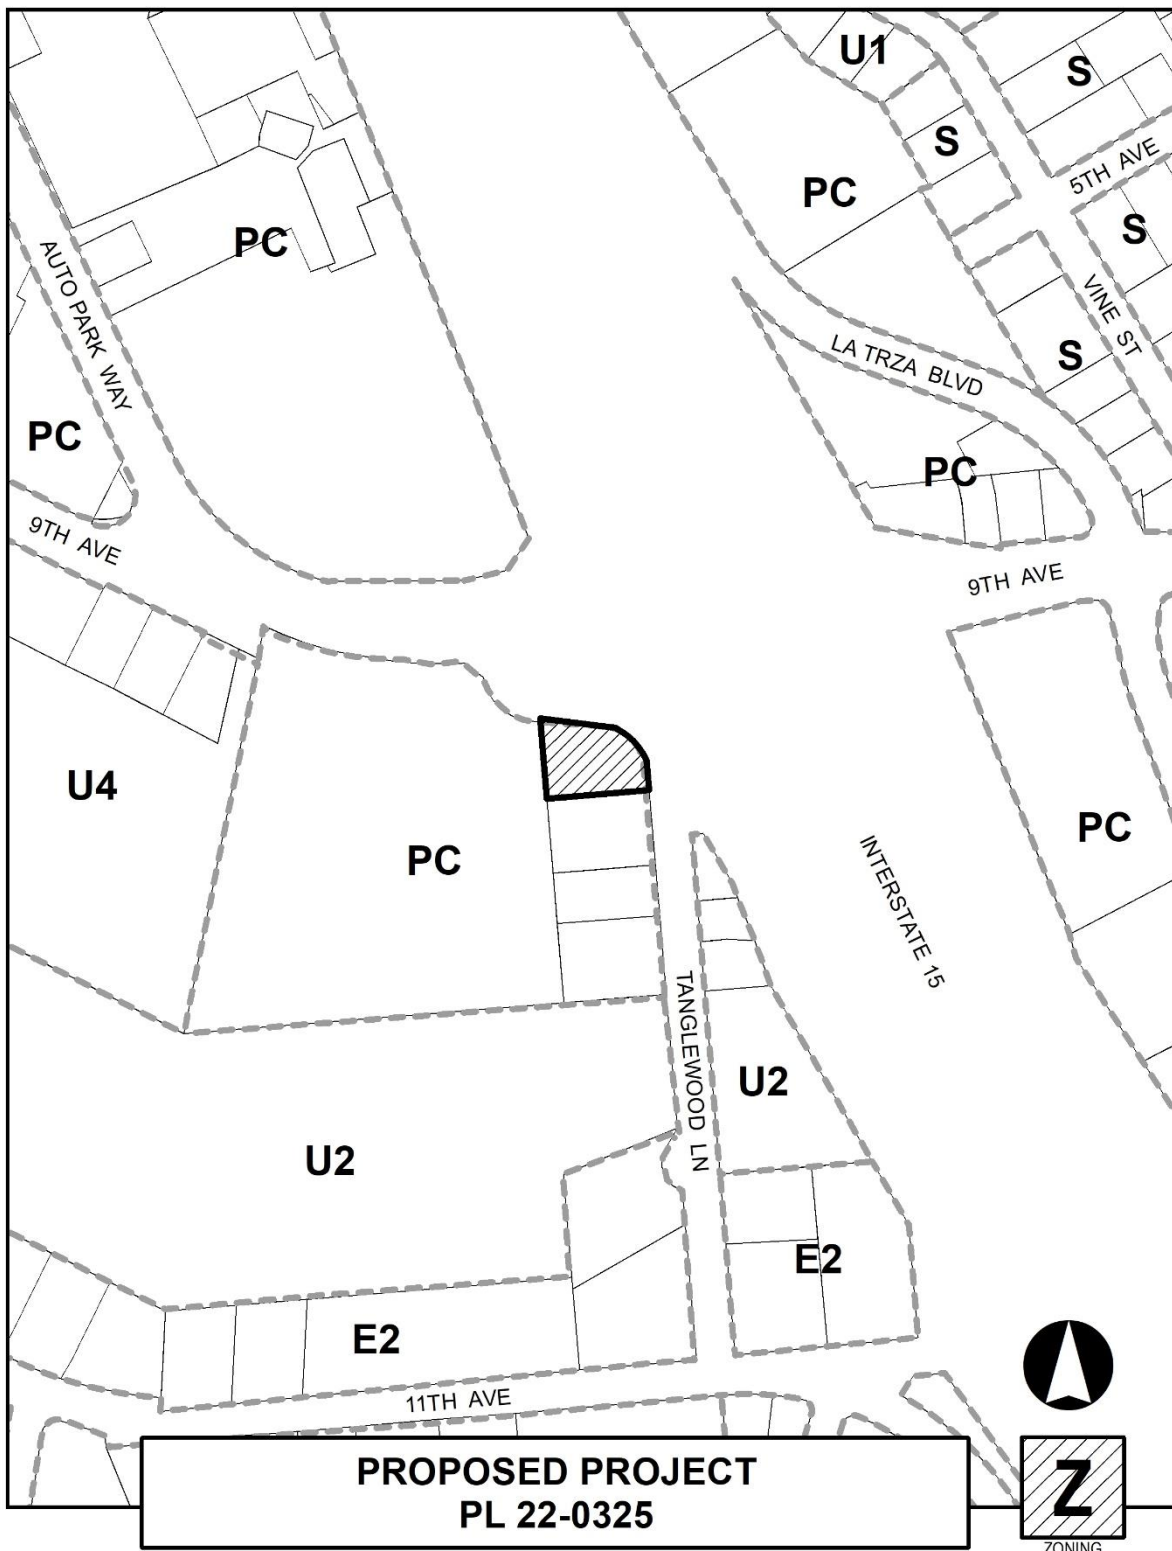 U1
S
S
5TH AVE
PC
S
PC
AUTO PARK WAY
VINE ST
LA TRZA BLVD
S
PC
PC
9TH AVE
9TH AVE
U4
PC
PC
INTERSTATE 15
TANGLEWOOD LN
U2
U2
E2
E2
11TH AVE
PROPOSED PROJECT
PL 22-0325
Z
ZONING